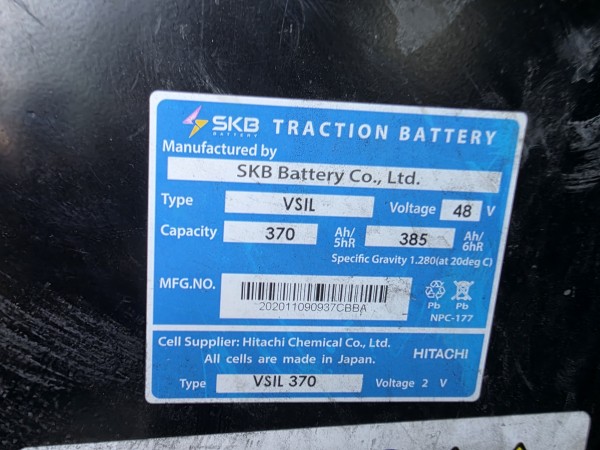 SKB
BATTERY
TRACTION BATTERY
Manufactured by
SKB Battery Co., Ltd.
Type VSIL Voltage 48 V
Capacity 370 Ah/5HR 385 Ah/6HR
Specific Gravity 1.280(at 20deg C)
MFG.NO. 202011090937CBBA
Pb Pb
NPC-177
Cell Supplier: Hitachi Chemical Co., Ltd.
All cells are made in Japan. HITACHI
Type VSIL 370 Voltage 2 V